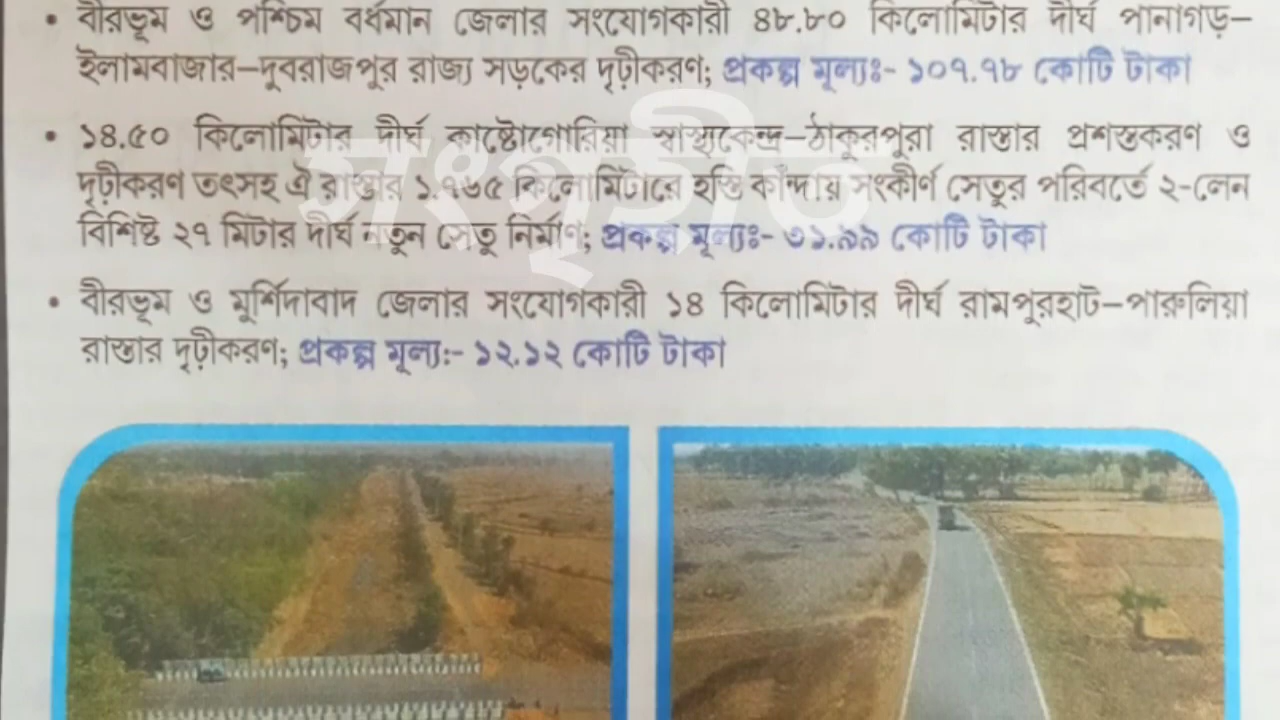 • বীরভূম ও পশ্চিম বর্ধমান জেলার সংযোগকারী ৪৮.৮০ কিলোমিটার দীর্ঘ পানাগড়–
ইলামবাজার–দুবরাজপুর রাজ্য সড়কের দৃঢ়ীকরণ; প্রকল্প মূল্যঃ- ১০৭.৭৮ কোটি টাকা
• ১৪.৫০ কিলোমিটার দীর্ঘ কাষ্টোগোরিয়া স্বাস্থ্যকেন্দ্র–ঠাকুরপুরা রাস্তার প্রশস্তকরণ ও
দৃঢ়ীকরণ তৎসহ ঐ রাস্তার ১.৭৬৫ কিলোমিটারে হস্তি কাঁন্দায় সংকীর্ণ সেতুর পরিবর্তে ২-লেন
বিশিষ্ট ২৭ মিটার দীর্ঘ নতুন সেতু নির্মাণ; প্রকল্প মূল্যঃ- ৩১.৯৯ কোটি টাকা
• বীরভূম ও মুর্শিদাবাদ জেলার সংযোগকারী ১৪ কিলোমিটার দীর্ঘ রামপুরহাট–পারুলিয়া
রাস্তার দৃঢ়ীকরণ; প্রকল্প মূল্য:- ১২.১২ কোটি টাকা
সংগৃহীত